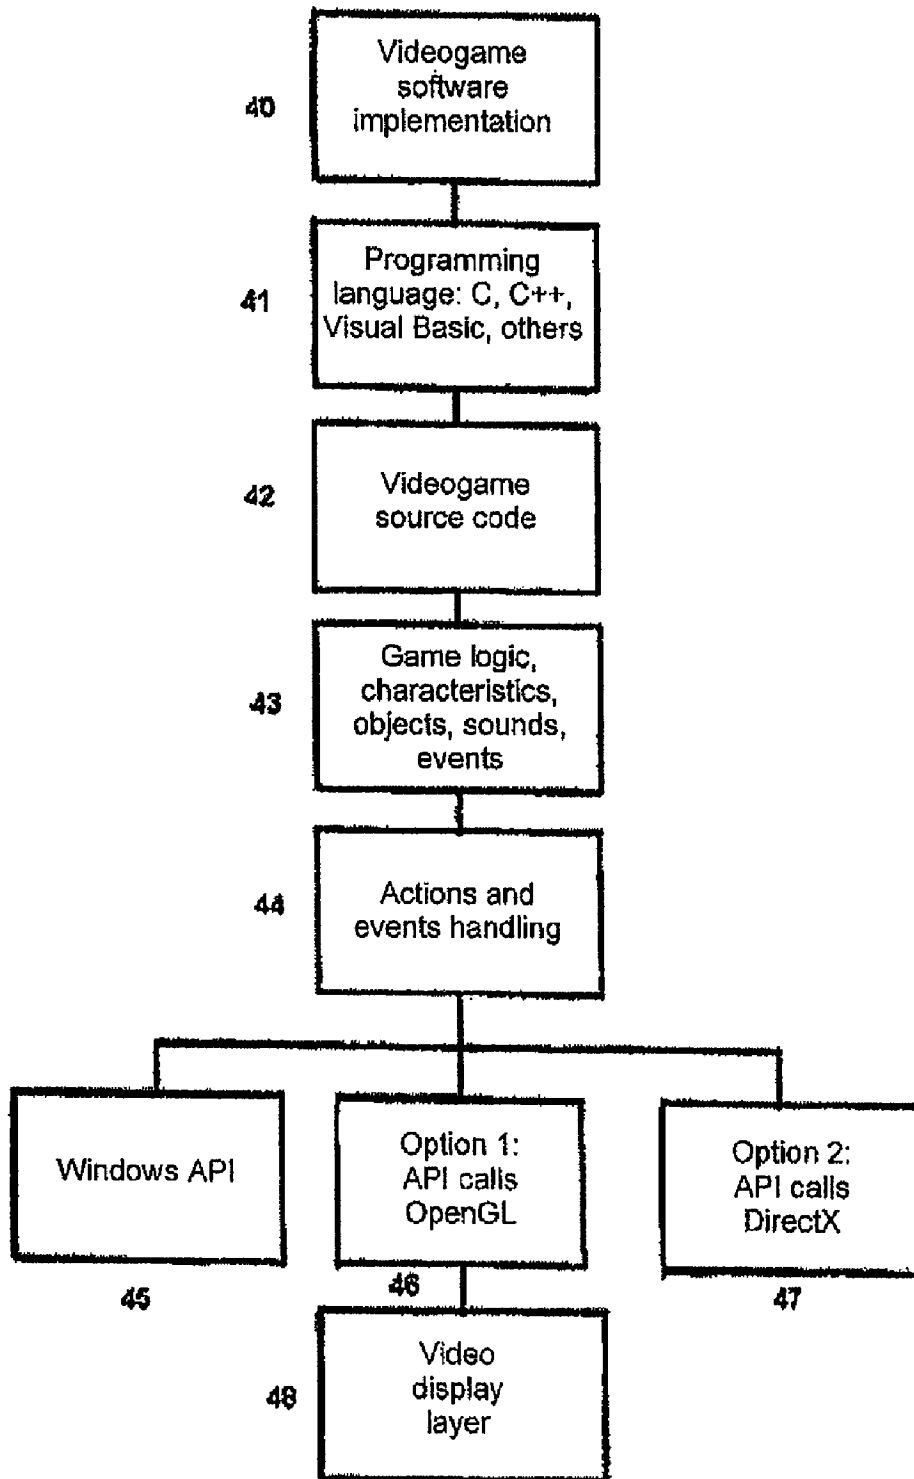 Videogame
software
implementation
40
Programming
language: C, C++,
Visual Basic, others
41
Videogame
source code
42
Game logic,
characteristics,
objects, sounds,
events
43
Actions and
events handling
44
Windows API
45
Option 1:
API calls
OpenGL
46
Option 2:
API calls
DirectX
47
Video
display
layer
48